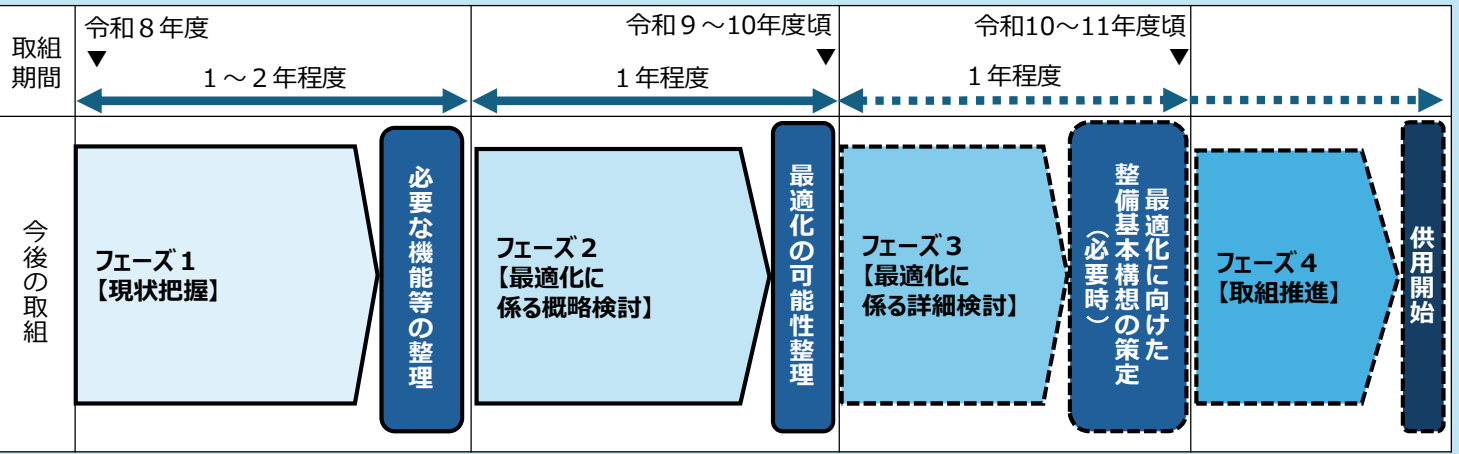 取組
期間
令和８年度
▼
１～２年程度
令和９～10年度頃
▼
１年程度
令和10～11年度頃
▼
１年程度
今後の取組
フェーズ１
【現状把握】
必要な機能等の整理
フェーズ２
【最適化に
係る概略検討】
最適化の可能性整理
フェーズ３
【最適化に
係る詳細検討】
最適化に向けた
整備基本構想の策定
（必要時）
フェーズ４
【取組推進】
供用開始